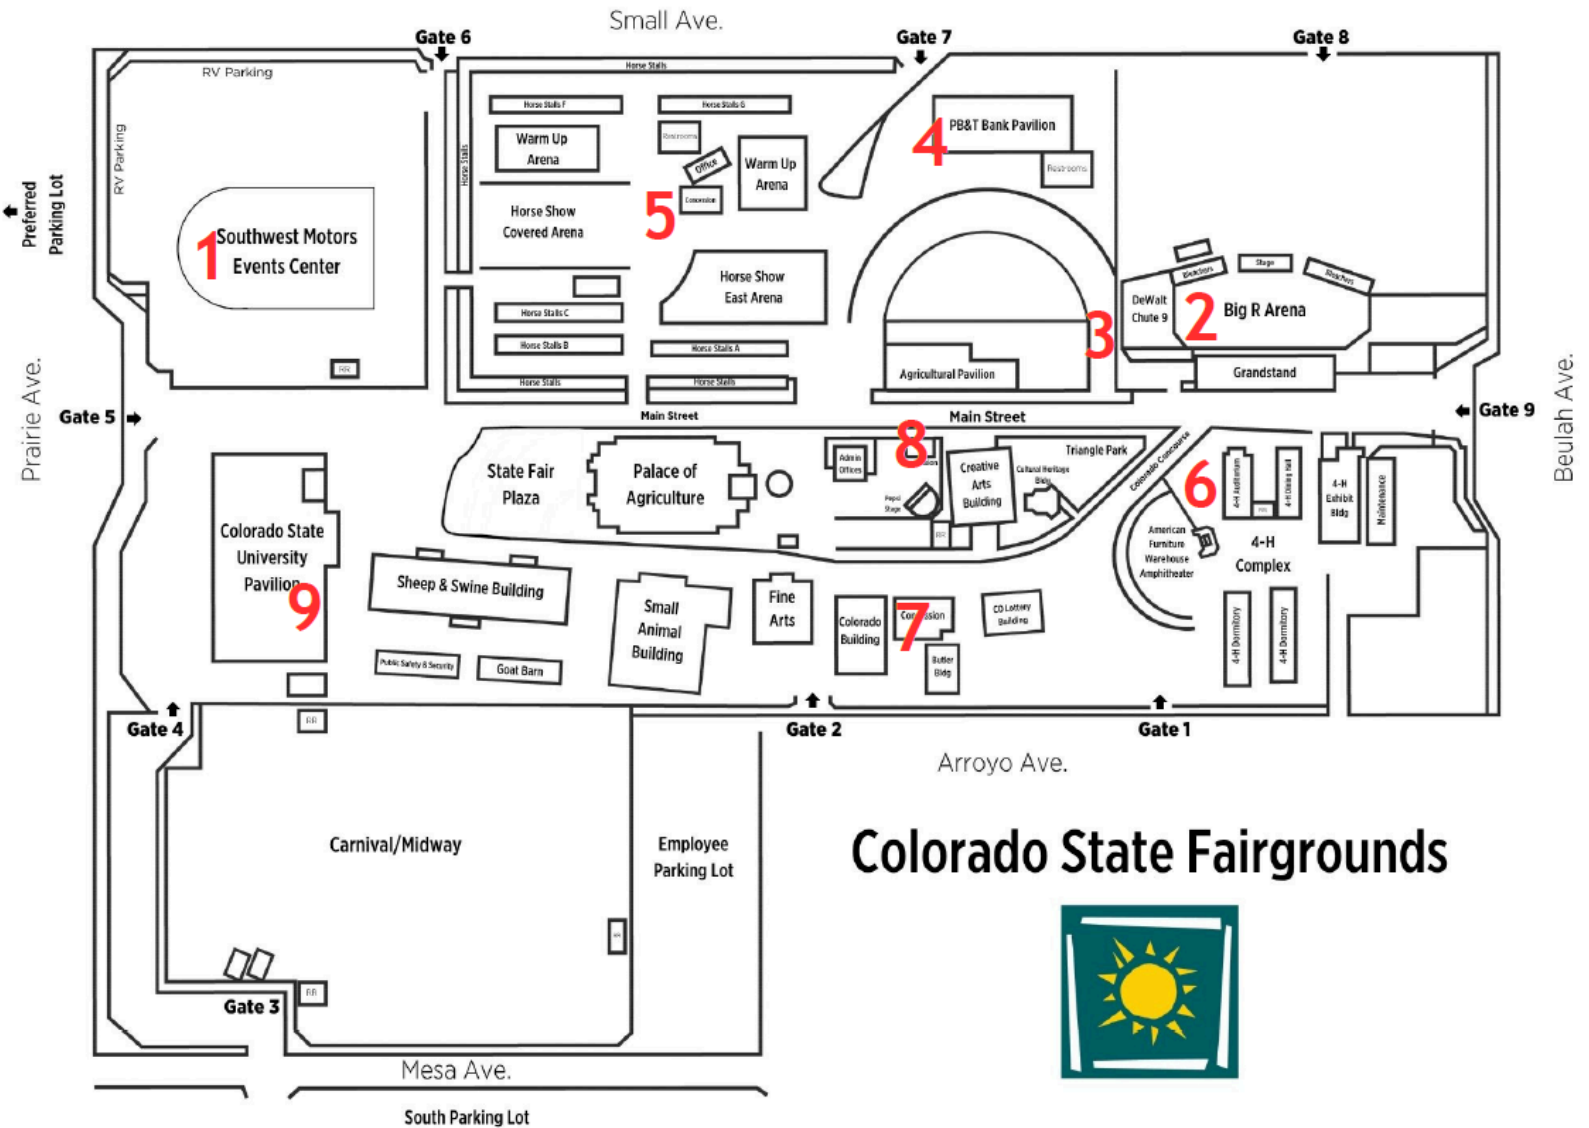 Small Ave.
Gate 6
Gate 7
Gate 8
RV Parking
Horse Stalls
RV Parking
Horse Stalls
Horse Stalls F
Horse Stalls G
Warm Up
Arena
Restrooms
Office
Warm Up
Arena
Concession
4
PB&T Bank Pavilion
Restrooms
Preferred
Parking Lot
1
Southwest Motors
Events Center
Horse Show
Covered Arena
5
Horse Show
East Arena
Horse Stalls C
Horse Stalls B
Horse Stalls A
Horse Stalls
Horse Stalls
RR
Bleachers
Stage
Bleachers
DeWalt
Chute 9
2
Big R Arena
3
Agricultural Pavilion
Grandstand
Prairie Ave.
Beulah Ave.
Gate 5
Main Street
Main Street
Gate 9
State Fair
Plaza
Palace of
Agriculture
Admin
Offices
8
Pepsi
Stage
RR
Creative
Arts
Building
Cultural Heritage
Bldg
Triangle Park
Colorado Concourse
6
4-H Auditorium
RR
4-H Dining Hall
4-H
Exhibit
Bldg
Maintenance
American
Furniture
Warehouse
Amphitheater
4-H
Complex
4-H Dormitory
4-H Dormitory
Colorado State
University
Pavilion
9
Sheep & Swine Building
Public Safety & Security
Goat Barn
Small
Animal
Building
Fine
Arts
Colorado
Building
7
Butler
Bldg
CO Lottery
Building
Gate 4
RR
Gate 2
Gate 1
Arroyo Ave.
Carnival/Midway
Employee
Parking Lot
RR
RR
Gate 3
Colorado State Fairgrounds
Mesa Ave.
South Parking Lot